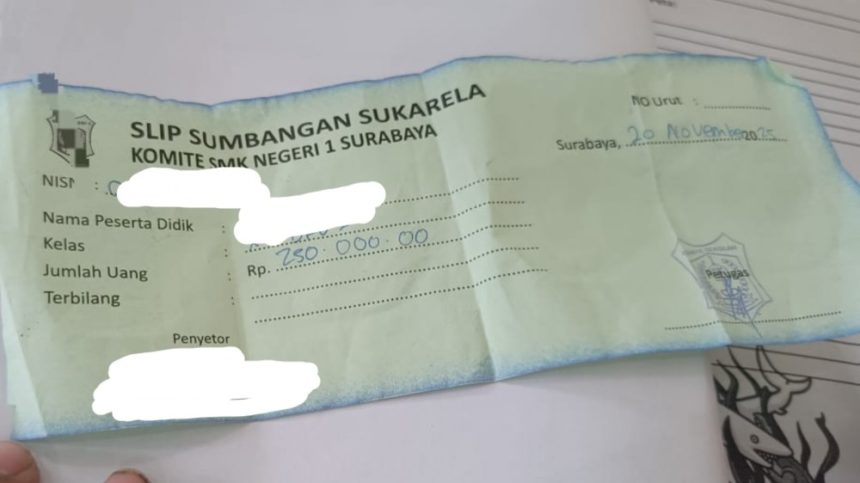 SLIP SUMBANGAN SUKARELA
KOMITE SMK NEGERI 1 SURABAYA
NO Urut : ....................
Surabaya, 20 November 2025
NISN :
Nama Peserta Didik :
Kelas :
Jumlah Uang : Rp. 250.000.00
Terbilang :
Penyetor
Petugas